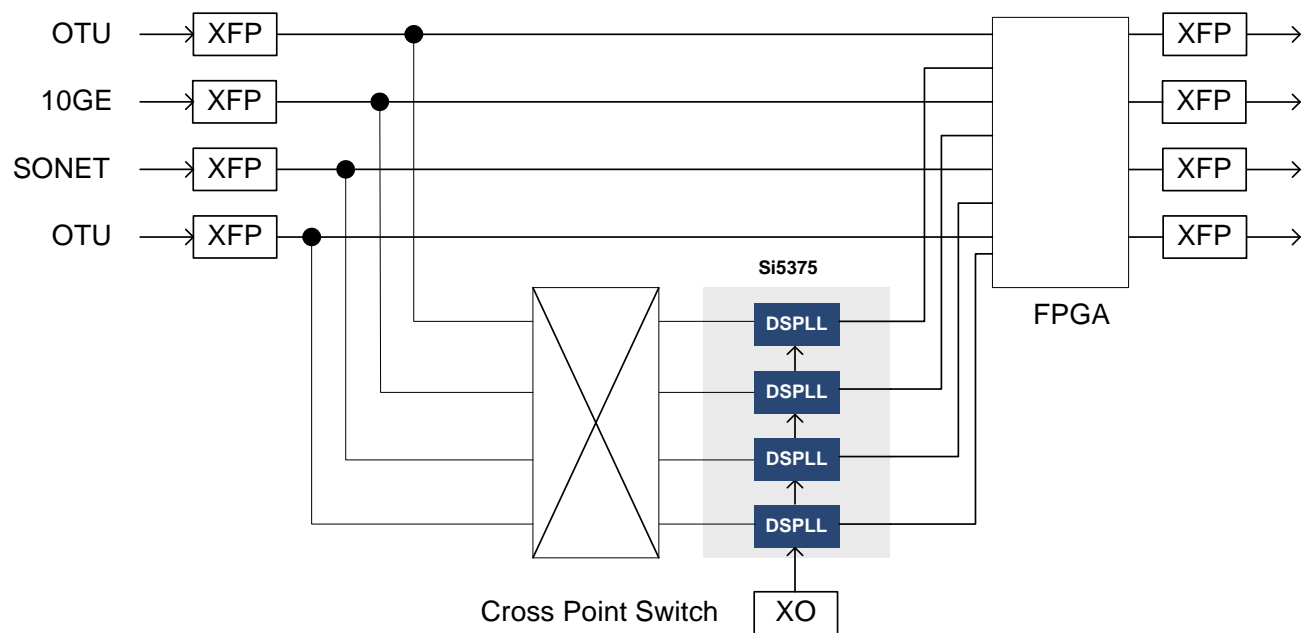 OTU XFP XFP
10GE XFP XFP
SONET XFP XFP
OTU XFP XFP
Si5375
FPGA
DSPLL
DSPLL
DSPLL
DSPLL
Cross Point Switch XO